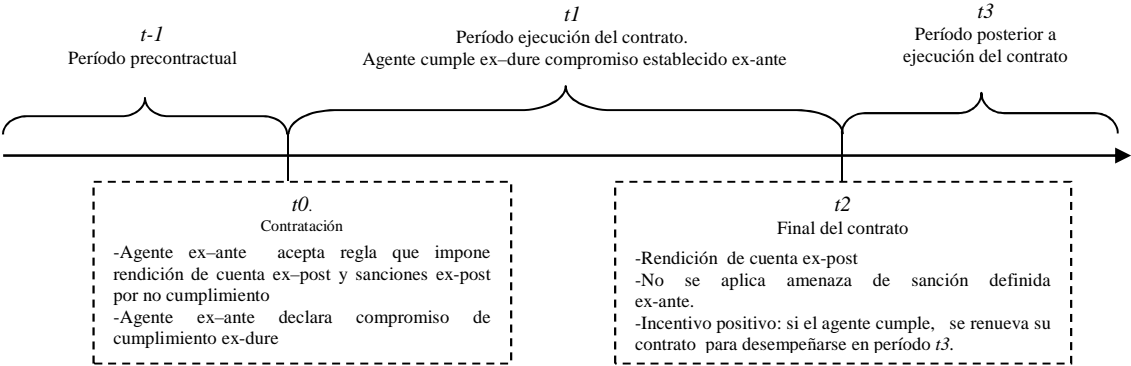 t-1
Período precontractual
t1
Período ejecución del contrato.
Agente cumple ex–dure compromiso establecido ex-ante
t3
Período posterior a
ejecución del contrato
t0.
Contratación
-Agente ex–ante acepta regla que impone
rendición de cuenta ex–post y sanciones ex-post
por no cumplimiento
-Agente ex–ante declara compromiso de
cumplimiento ex-dure
t2
Final del contrato
-Rendición de cuenta ex-post
-No se aplica amenaza de sanción definida
ex-ante.
-Incentivo positivo: si el agente cumple, se renueva su
contrato para desempeñarse en período t3.